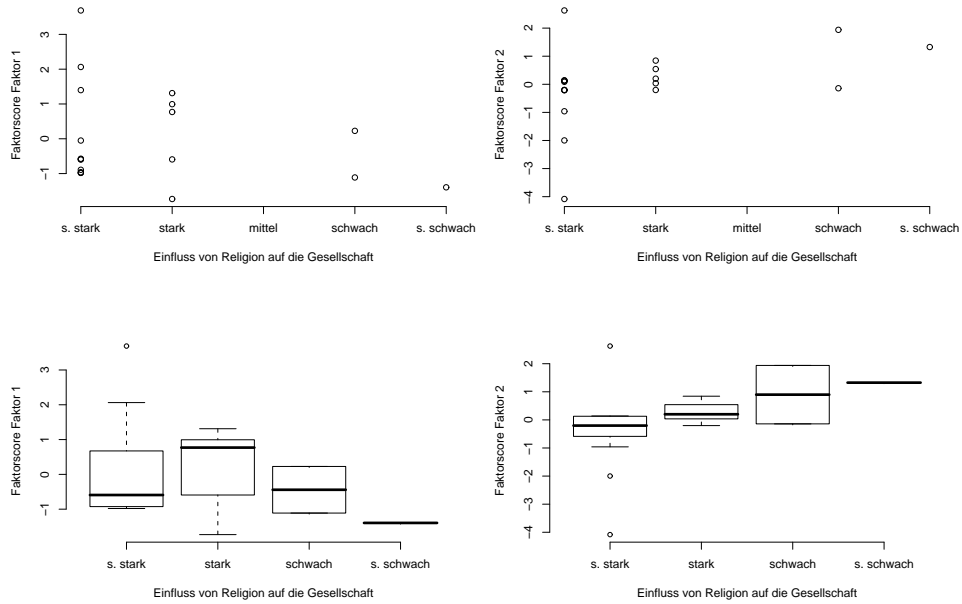 Faktorscore Faktor 1
3
2
1
0
−1
s. stark stark mittel schwach s. schwach
Einfluss von Religion auf die Gesellschaft
Faktorscore Faktor 2
2
1
0
−1
−2
−3
−4
s. stark stark mittel schwach s. schwach
Einfluss von Religion auf die Gesellschaft
Faktorscore Faktor 1
3
2
1
0
−1
s. stark stark schwach s. schwach
Einfluss von Religion auf die Gesellschaft
Faktorscore Faktor 2
2
1
0
−1
−2
−3
−4
s. stark stark schwach s. schwach
Einfluss von Religion auf die Gesellschaft